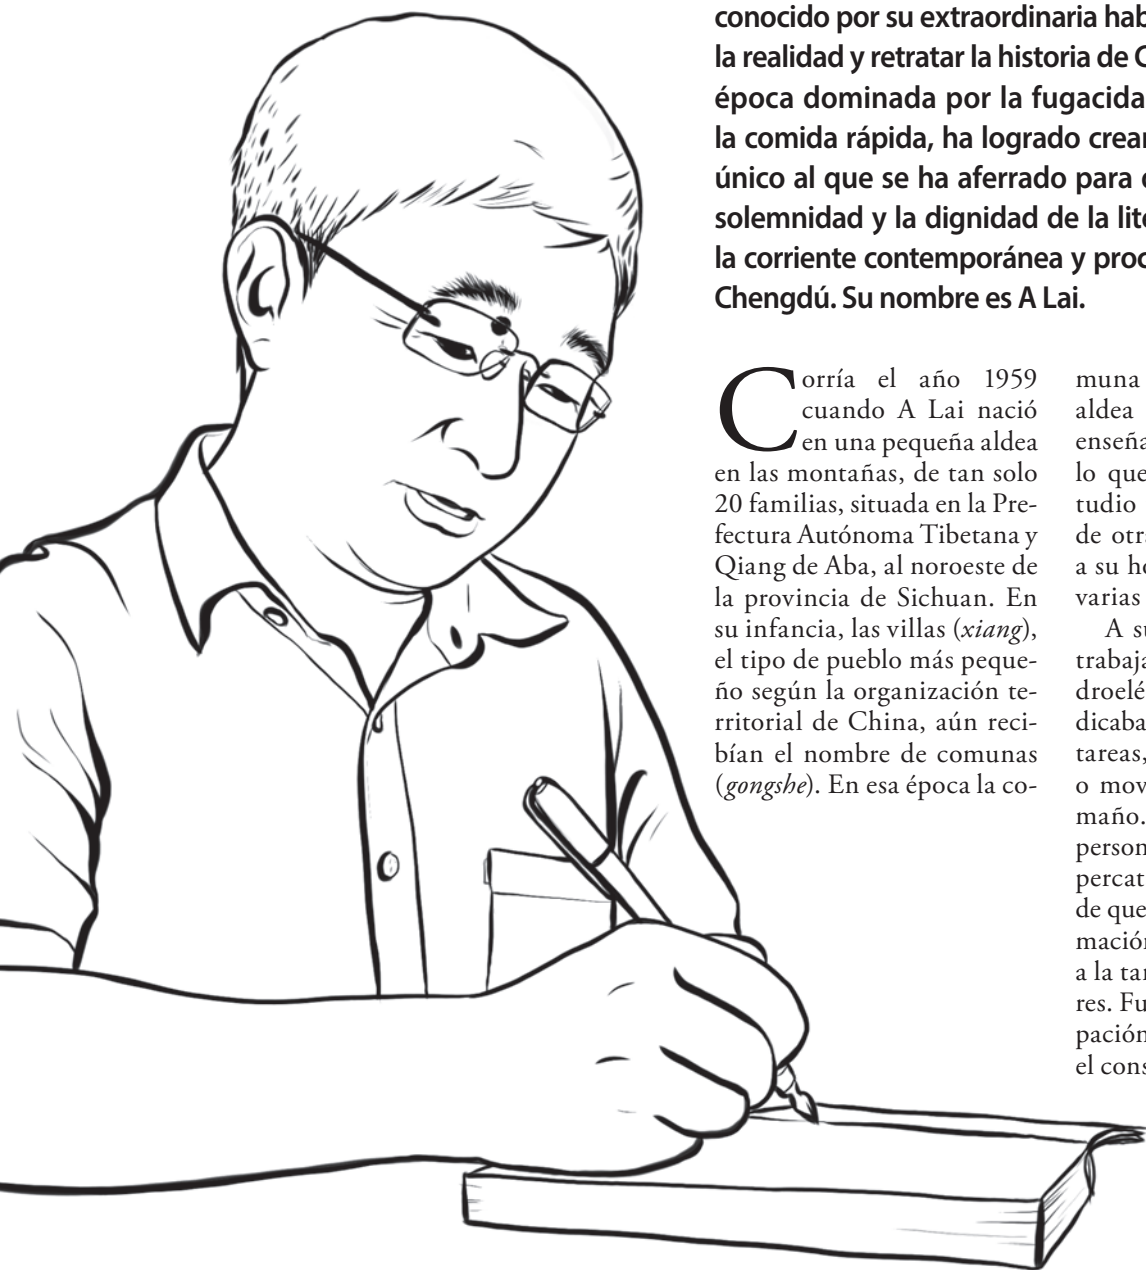 conocido por su extraordinaria hab
la realidad y retratar la historia de
época dominada por la fugacida
la comida rápida, ha logrado crear
único al que se ha aferrado para
solemnidad y la dignidad de la lite
la corriente contemporánea y proc
Chengdú. Su nombre es A Lai.
Corría el año 1959
cuando A Lai nació
en una pequeña aldea
en las montañas, de tan solo
20 familias, situada en la Pre-
fectura Autónoma Tibetana y
Qiang de Aba, al noroeste de
la provincia de Sichuan. En
su infancia, las villas (xiang),
el tipo de pueblo más peque-
ño según la organización te-
rritorial de China, aún reci-
bían el nombre de comunas
(gongshe). En esa época la co-
muna
aldea
enseña
lo que
tudio
de otra
a su ho
varias
A su
trabaja
droelé
dicaba
tareas,
o mov
maño.
person
percat
de que
mación
a la tar
res. Fu
pación
el cons